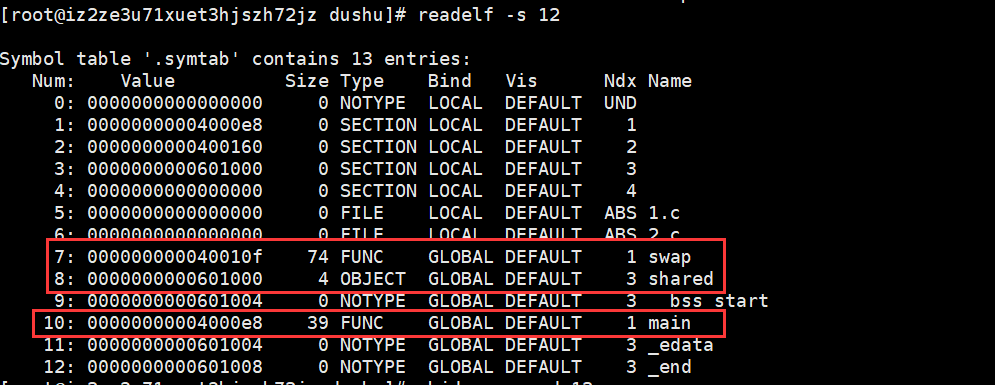 [root@iz2ze3u71xuet3hjszh72jz dushu]# readelf -s 12
Symbol table '.symtab' contains 13 entries:
Num: Value Size Type Bind Vis Ndx Name
0: 0000000000000000 0 NOTYPE LOCAL DEFAULT UND
1: 00000000004000e8 0 SECTION LOCAL DEFAULT 1
2: 0000000000400160 0 SECTION LOCAL DEFAULT 2
3: 0000000000601000 0 SECTION LOCAL DEFAULT 3
4: 0000000000000000 0 SECTION LOCAL DEFAULT 4
5: 0000000000000000 0 FILE LOCAL DEFAULT ABS 1.c
6: 0000000000000000 0 FILE LOCAL DEFAULT ABS 2.c
7: 000000000040010f 74 FUNC GLOBAL DEFAULT 1 swap
8: 0000000000601000 4 OBJECT GLOBAL DEFAULT 3 shared
9: 0000000000601004 0 NOTYPE GLOBAL DEFAULT 3 __bss_start
10: 00000000004000e8 39 FUNC GLOBAL DEFAULT 1 main
11: 0000000000601004 0 NOTYPE GLOBAL DEFAULT 3 _edata
12: 0000000000601008 0 NOTYPE GLOBAL DEFAULT 3 _end